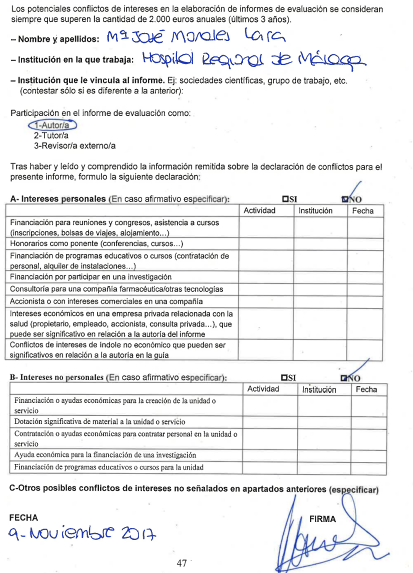 Los potenciales conflictos de intereses en la elaboración de informes de evaluación se consideran
siempre que superen la cantidad de 2.000 euros anuales (últimos 3 años).
– Nombre y apellidos: Mª José Morales Lara
– Institución en la que trabaja: Hospital Regional de Málaga
– Institución que le vincula al informe. Ej: sociedades científicas, grupo de trabajo, etc.
(contestar sólo si es diferente a la anterior):
Participación en el informe de evaluación como:
1-Autor/a
2-Tutor/a
3-Revisor/a externo/a
Tras haber y leído y comprendido la información remitida sobre la declaración de conflictos para el
presente informe, formulo la siguiente declaración:
A- Intereses personales (En caso afirmativo especificar): SI NO
Actividad Institución Fecha
Financiación para reuniones y congresos, asistencia a cursos
(inscripciones, bolsas de viajes, alojamiento...)
Honorarios como ponente (conferencias, cursos...)
Financiación de programas educativos o cursos (contratación de
personal, alquiler de instalaciones...)
Financiación por participar en una investigación
Consultoría para una compañía farmacéutica/otras tecnologías
Accionista o con intereses comerciales en una compañía
Intereses económicos en una empresa privada relacionada con la
salud (propietario, empleado, accionista, consulta privada...), que
puede ser significativo en relación a la autoría del informe
Conflictos de intereses de índole no económico que pueden ser
significativos en relación a la autoría en la guía
B- Intereses no personales (En caso afirmativo especificar): SI NO
Actividad Institución Fecha
Financiación o ayudas económicas para la creación de la unidad o
servicio
Dotación significativa de material a la unidad o servicio
Contratación o ayudas económicas para contratar personal en la unidad o
servicio
Ayuda económica para la financiación de una investigación
Financiación de programas educativos o cursos para la unidad
C-Otros posibles conflictos de intereses no señalados en apartados anteriores (especificar)
FECHA FIRMA
9-Noviembre 2017
47